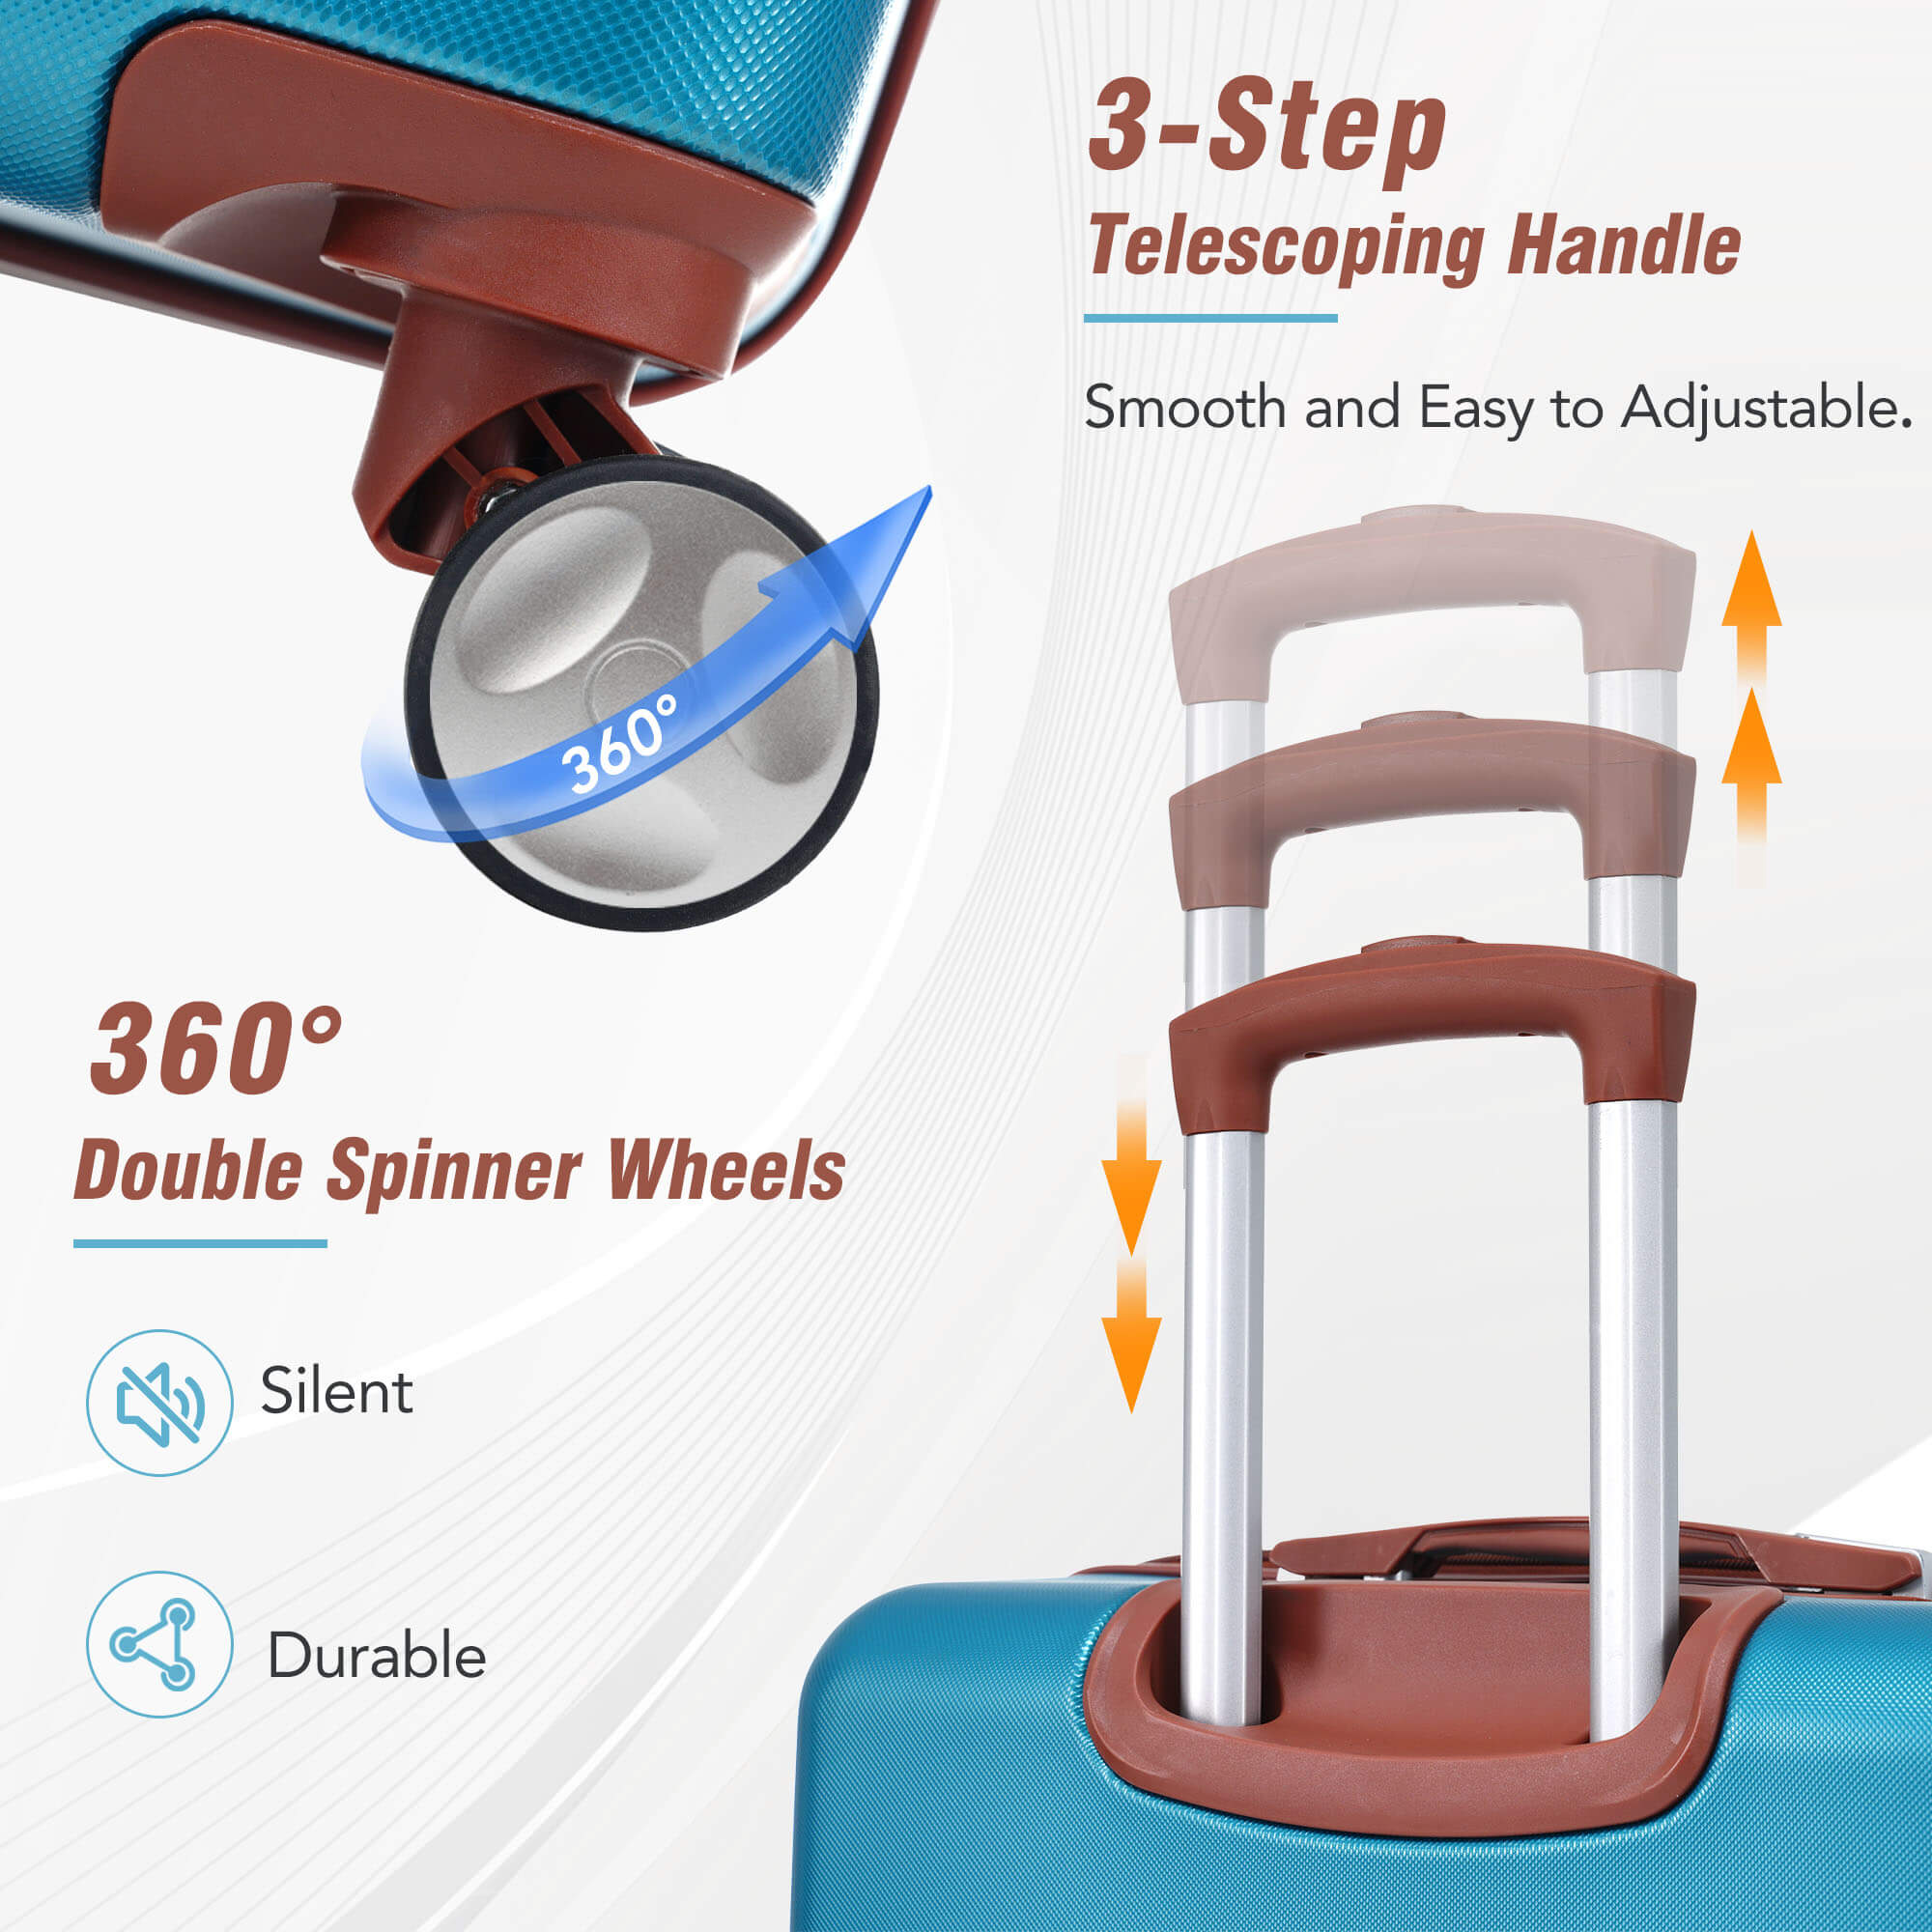 3-Step
Telescoping Handle
Smooth and Easy to Adjustable.
360°
360°
Double Spinner Wheels
Silent
Durable